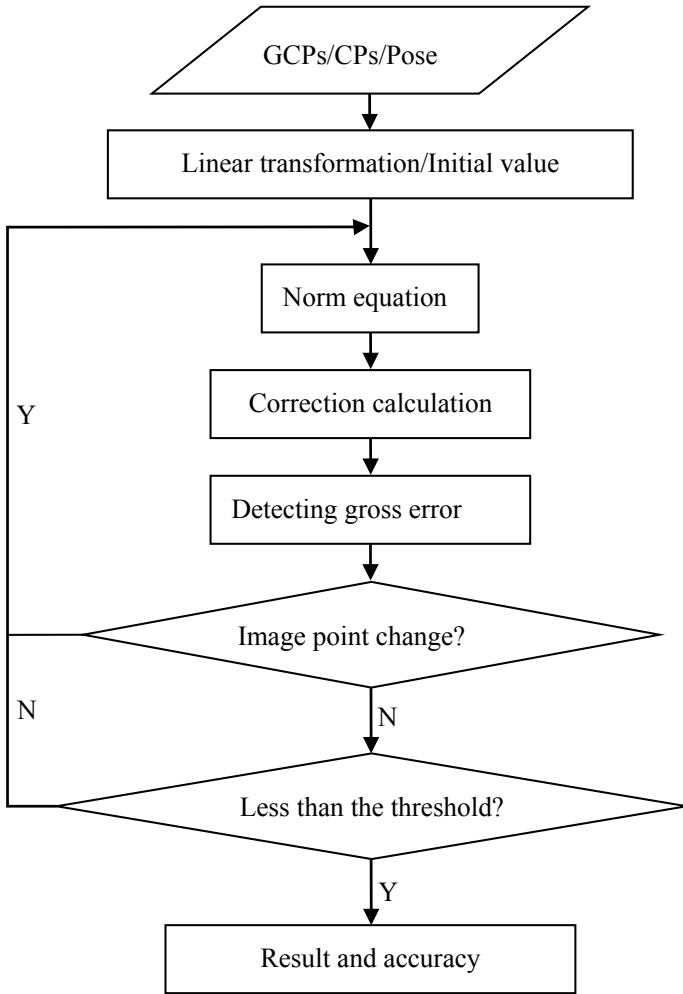 GCPs/CPs/Pose
Linear transformation/Initial value
Norm equation
Correction calculation
Y
Detecting gross error
Image point change?
N
N
Less than the threshold?
Y
Result and accuracy